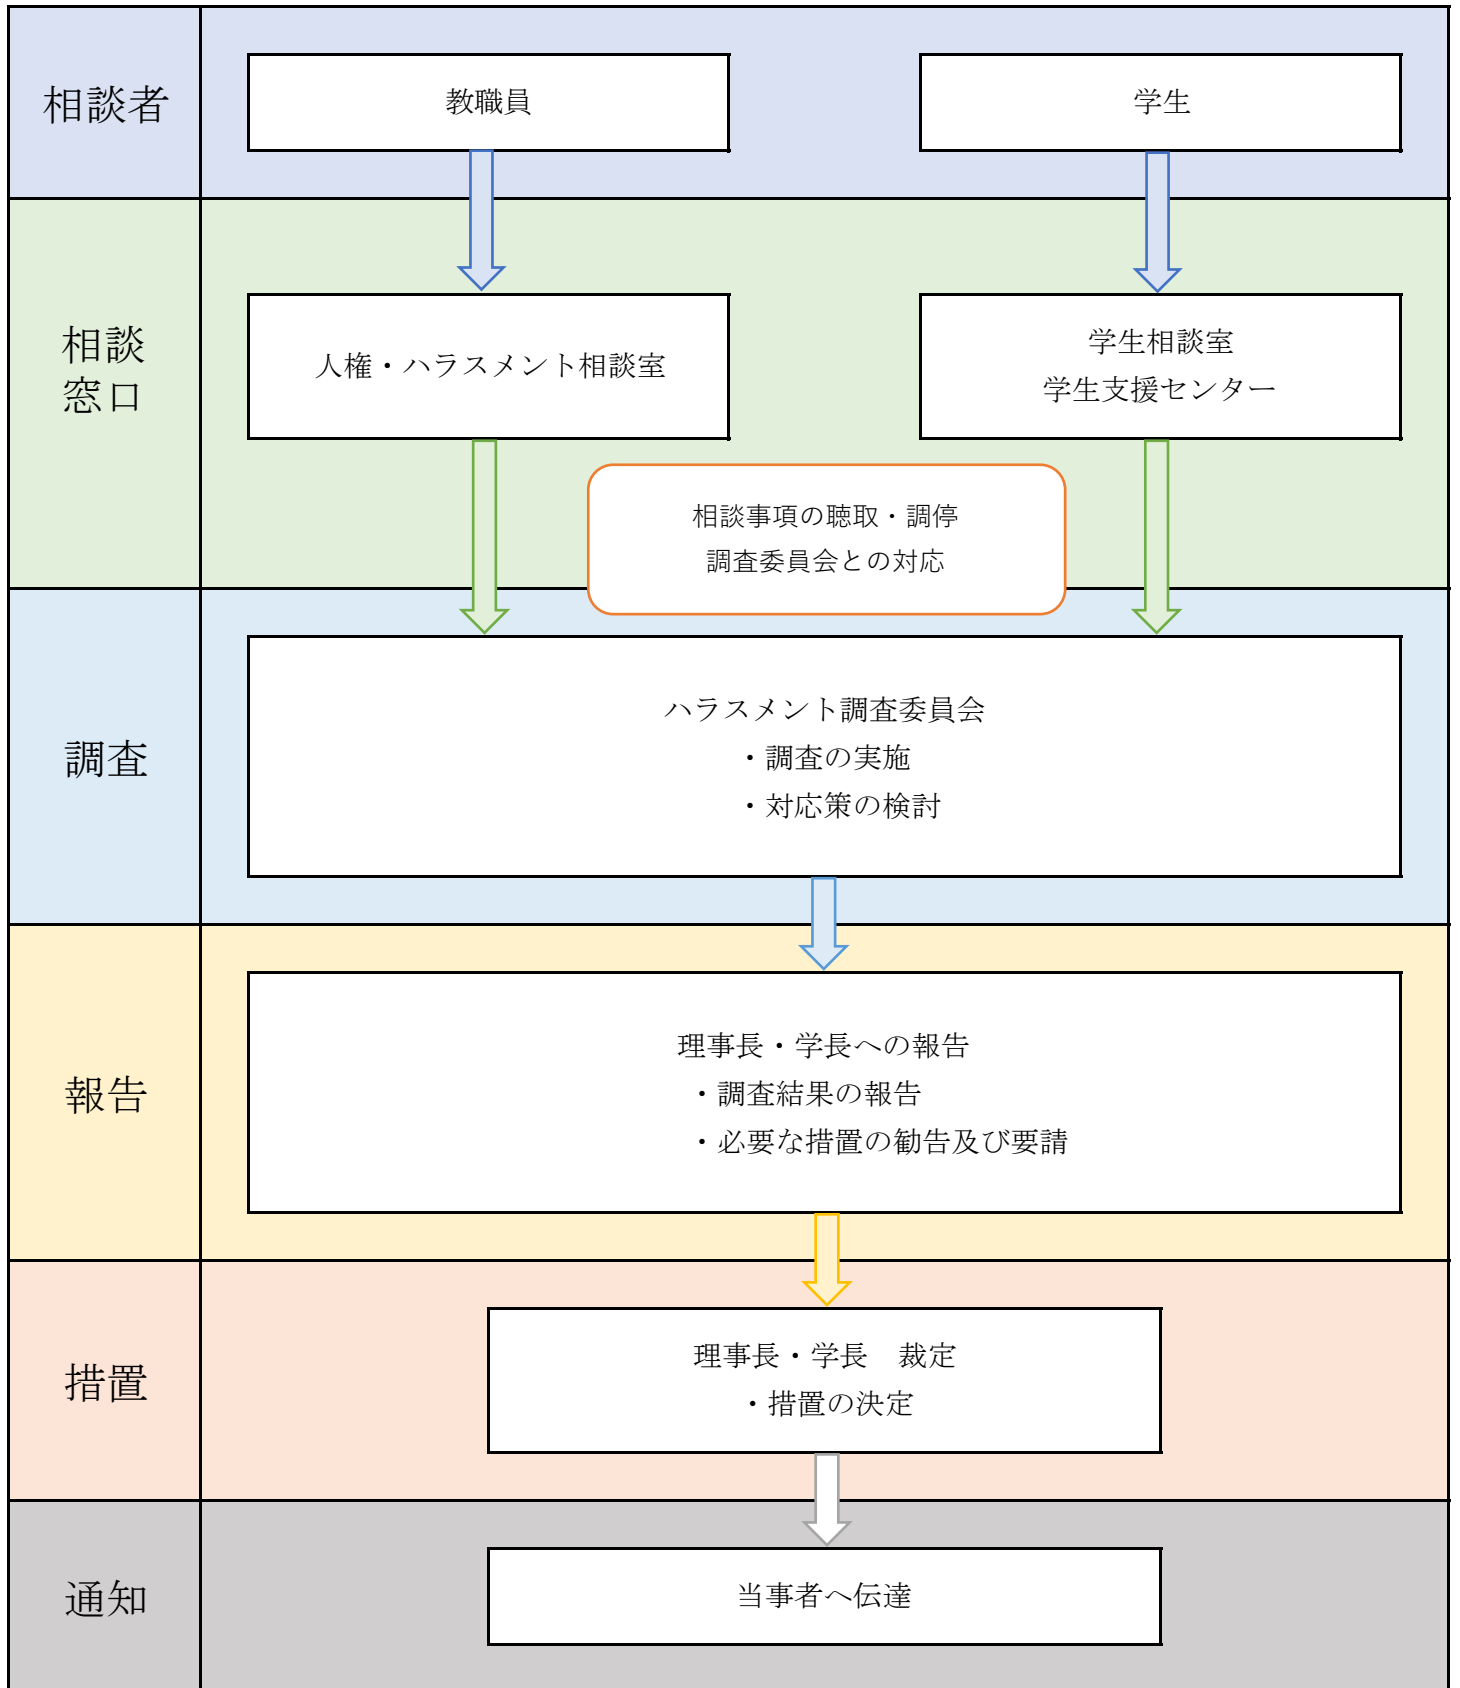 相談者
教職員
学生
相談
窓口
人権・ハラスメント相談室
学生相談室
学生支援センター
相談事項の聴取・調停
調査委員会との対応
調査
ハラスメント調査委員会
・調査の実施
・対応策の検討
報告
理事長・学長への報告
・調査結果の報告
・必要な措置の勧告及び要請
措置
理事長・学長　裁定
・措置の決定
通知
当事者へ伝達